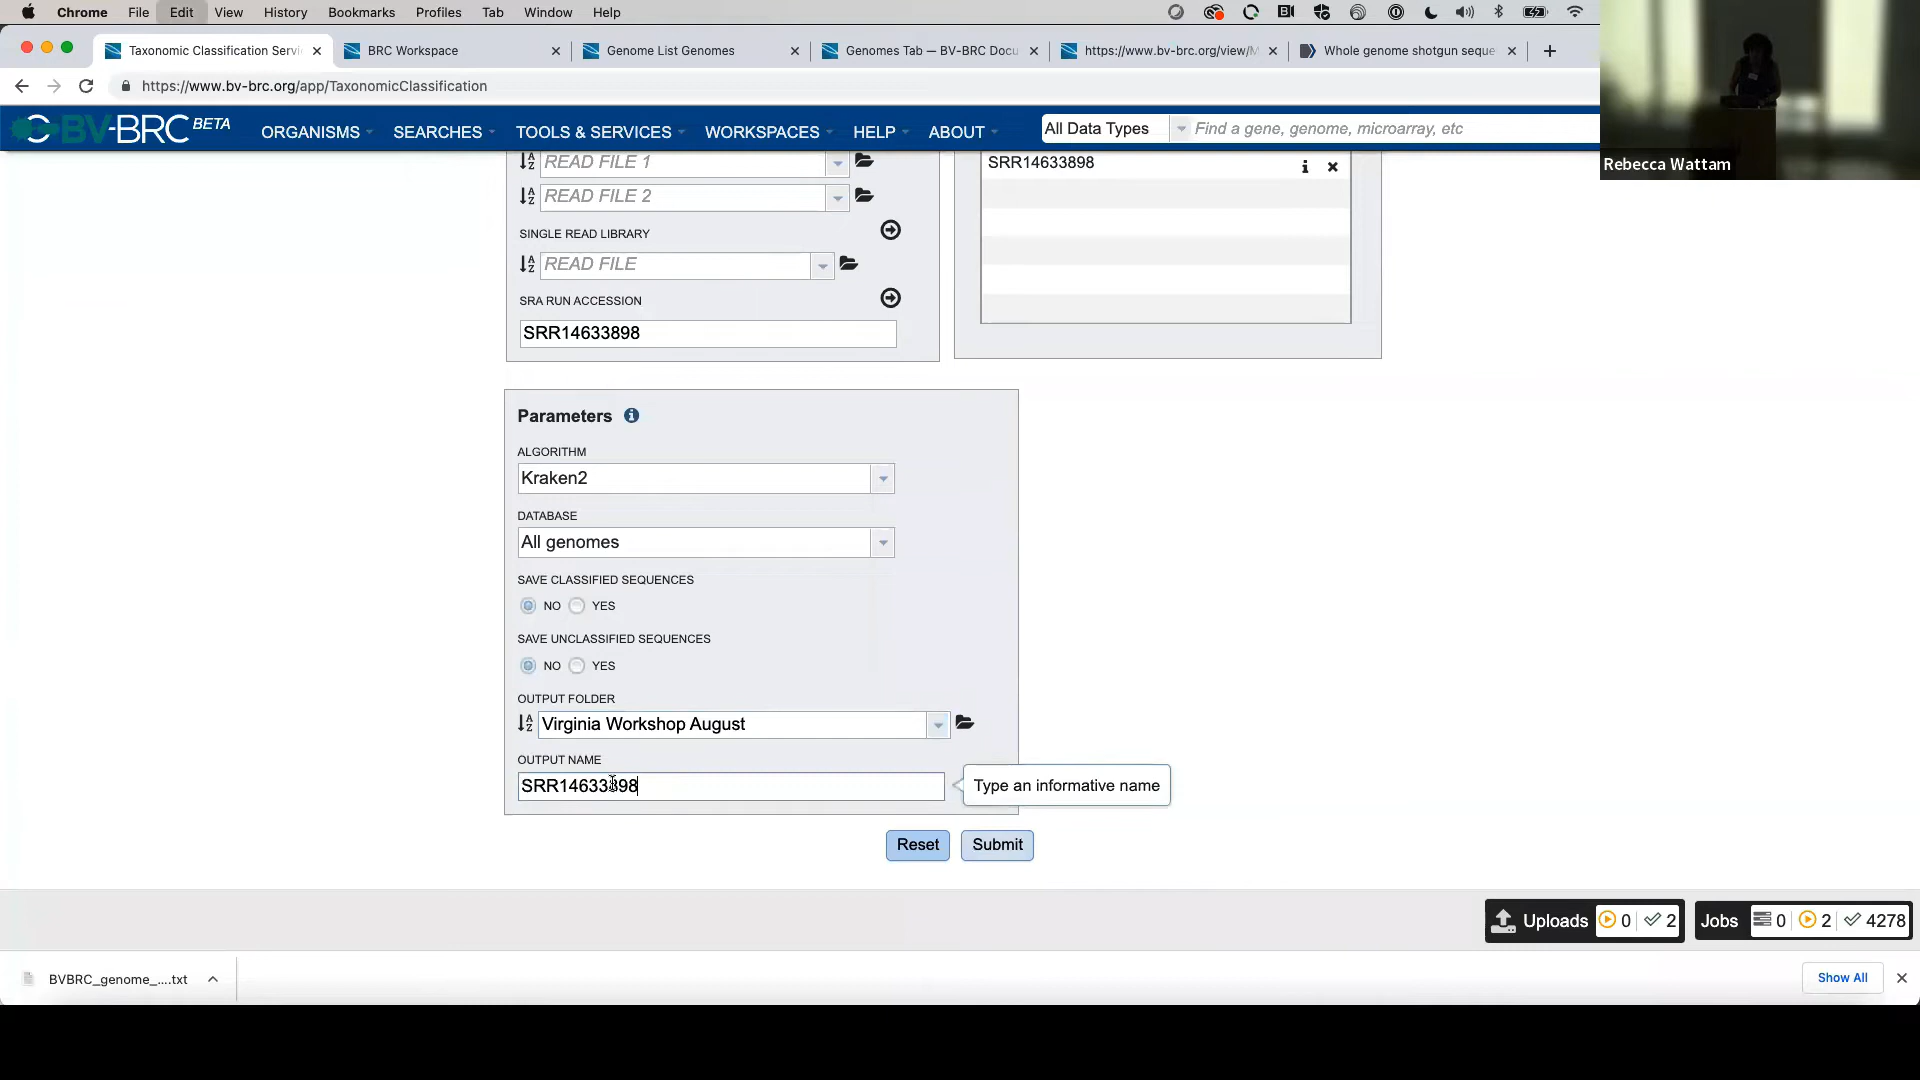 Chrome File Edit View History Bookmarks Profiles Tab Window Help
Taxonomic Classification Servi
BRC Workspace
Genome List Genomes
Genomes Tab — BV-BRC Docu
https://www.bv-brc.org/view/M
Whole genome shotgun seque
https://www.bv-brc.org/app/TaxonomicClassification
BV-BRC BETA
ORGANISMS SEARCHES TOOLS & SERVICES WORKSPACES HELP ABOUT
All Data Types
Find a gene, genome, microarray, etc
Rebecca Wattam
READ FILE 1
READ FILE 2
SINGLE READ LIBRARY
READ FILE
SRA RUN ACCESSION
SRR14633898
SRR14633898
Parameters
ALGORITHM
Kraken2
DATABASE
All genomes
SAVE CLASSIFIED SEQUENCES
NO YES
SAVE UNCLASSIFIED SEQUENCES
NO YES
OUTPUT FOLDER
Virginia Workshop August
OUTPUT NAME
SRR14633898
Type an informative name
Reset Submit
Uploads 0 2
Jobs 0 2 4278
BVBRC_genome_....txt
Show All